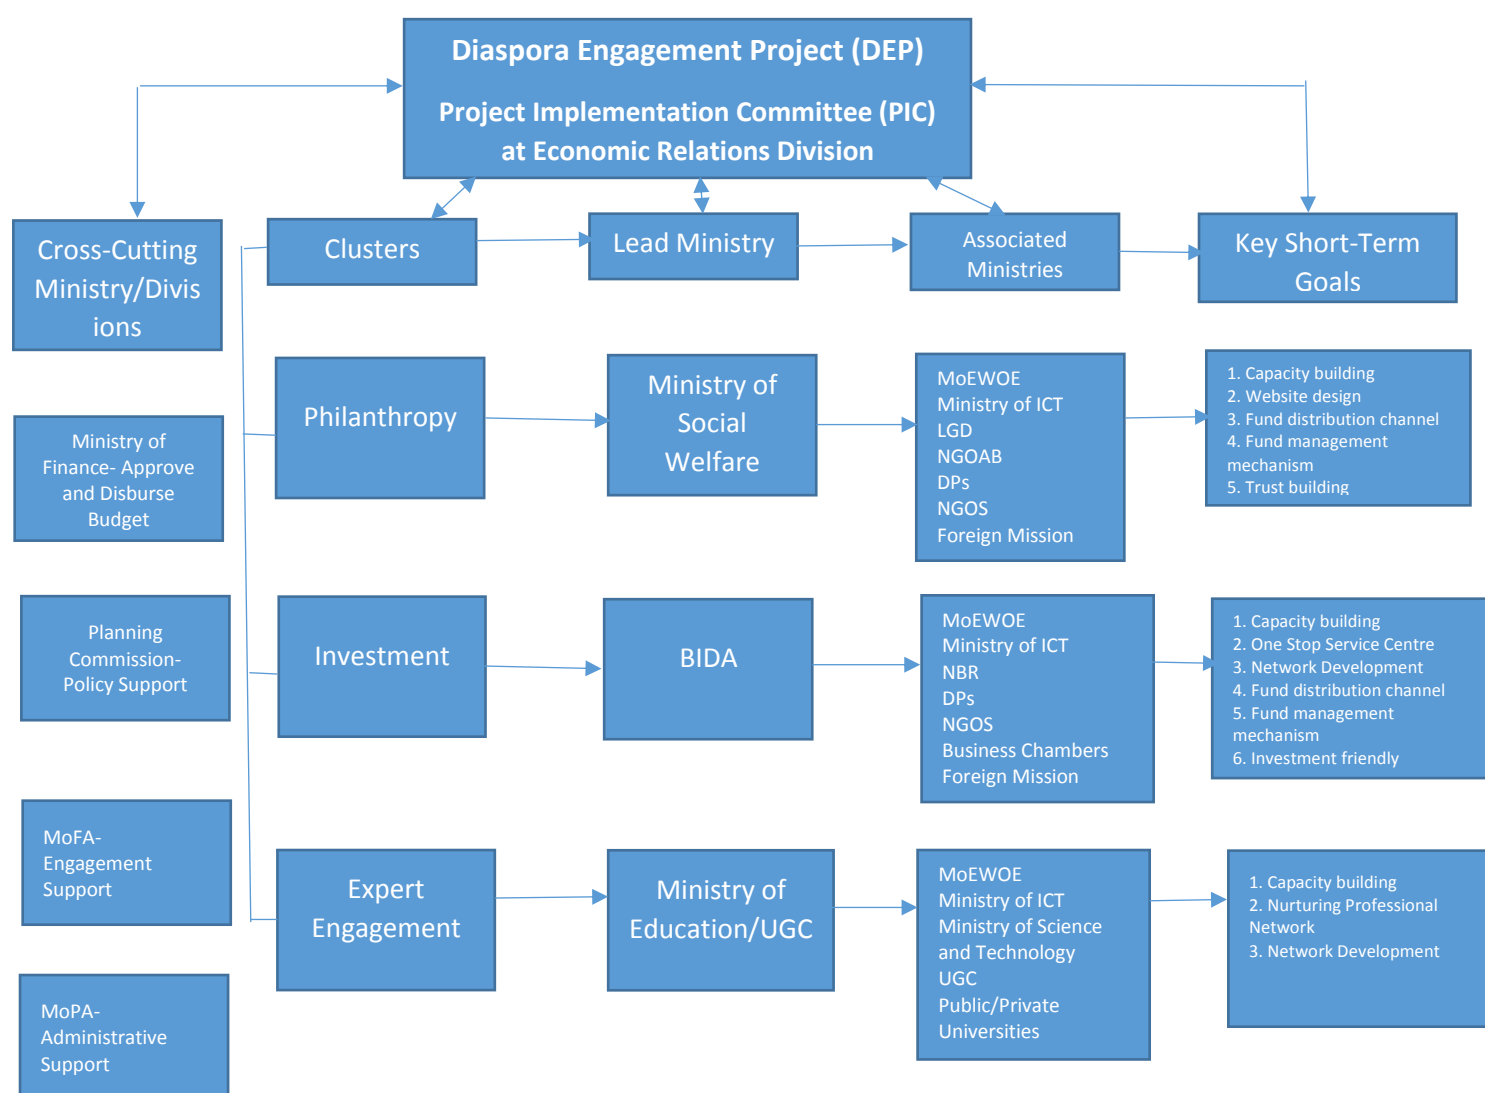 Diaspora Engagement Project (DEP)
Project Implementation Committee (PIC)
at Economic Relations Division
Cross-Cutting
Ministry/Divis
ions
Clusters
Lead Ministry
Associated
Ministries
Key Short-Term
Goals
Ministry of
Finance- Approve
and Disburse
Budget
Philanthropy
Ministry of
Social
Welfare
MoEWOE
Ministry of ICT
LGD
NGOAB
DPs
NGOS
Foreign Mission
1. Capacity building
2. Website design
3. Fund distribution channel
4. Fund management
mechanism
5. Trust building
Planning
Commission-
Policy Support
Investment
BIDA
MoEWOE
Ministry of ICT
NBR
DPs
NGOS
Business Chambers
Foreign Mission
1. Capacity building
2. One Stop Service Centre
3. Network Development
4. Fund distribution channel
5. Fund management
mechanism
6. Investment friendly
MoFA-
Engagement
Support
Expert
Engagement
Ministry of
Education/UGC
MoEWOE
Ministry of ICT
Ministry of Science
and Technology
UGC
Public/Private
Universities
1. Capacity building
2. Nurturing Professional
Network
3. Network Development
MoPA-
Administrative
Support